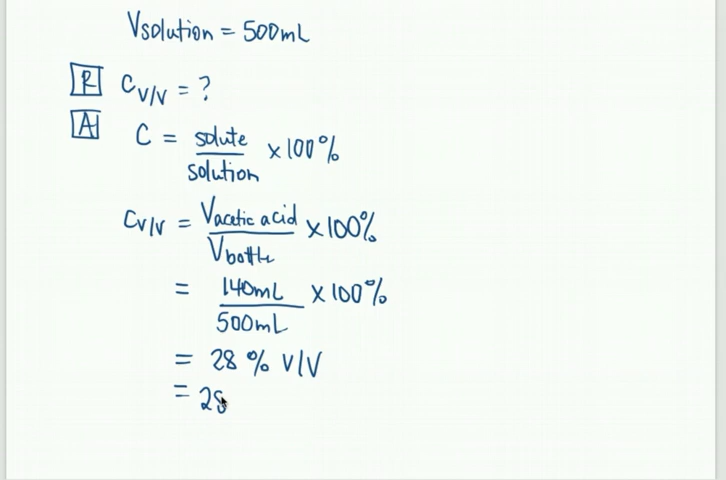 Vsolution = 500mL
R CV/V = ?
A C = solute/solution x 100%
CV/V = Vacetic acid/Vbottle x 100%
= 140mL/500mL x 100%
= 28 % V/V
= 28